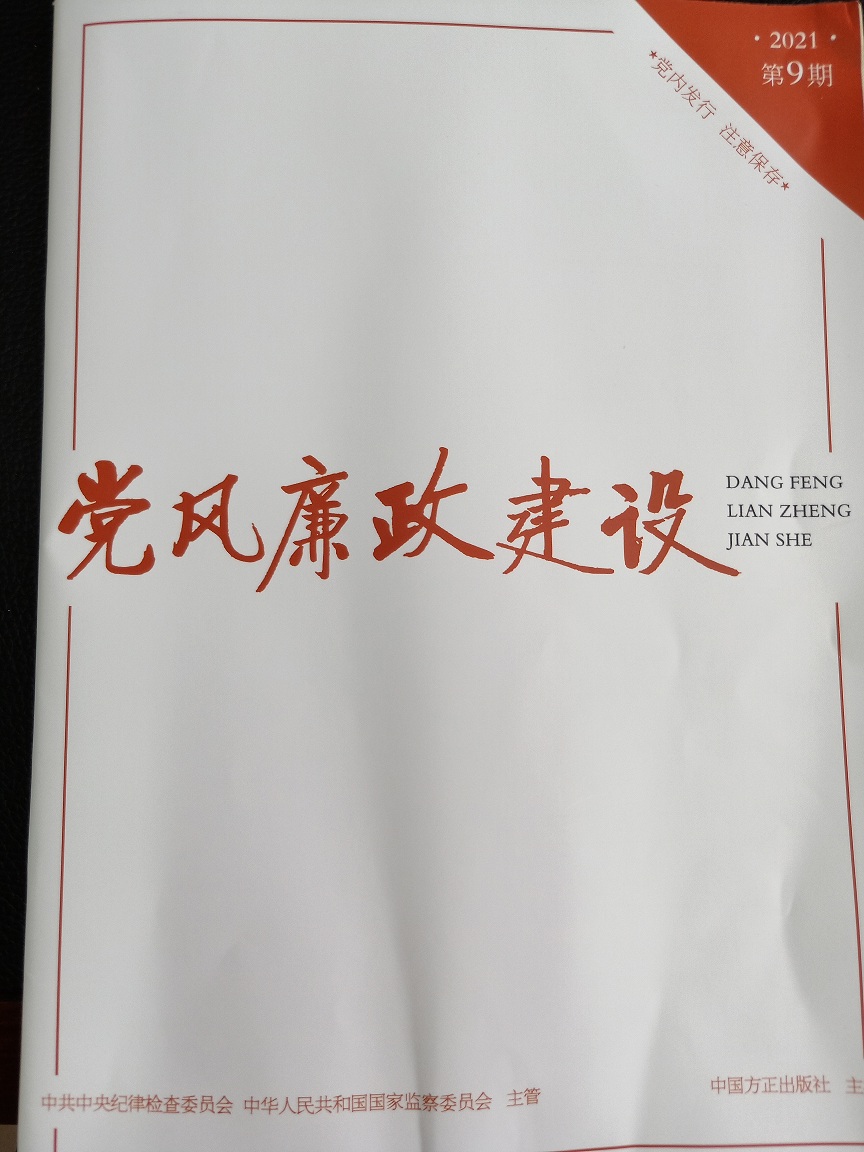 · 2021 ·
第9期
★党内发行 注意保存★
党风廉政建设
DANG FENG
LIAN ZHENG
JIAN SHE
中共中央纪律检查委员会 中华人民共和国国家监察委员会 主管
中国方正出版社 主